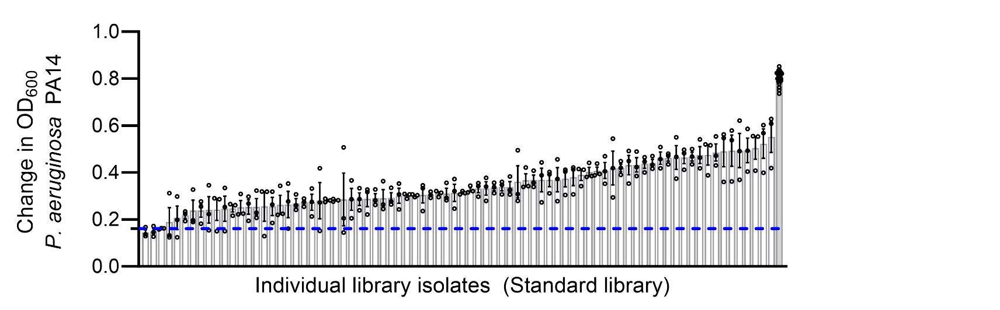 Change in OD600
P. aeruginosa PA14
1.0
0.8
0.6
0.4
0.2
0.0
Individual library isolates (Standard library)